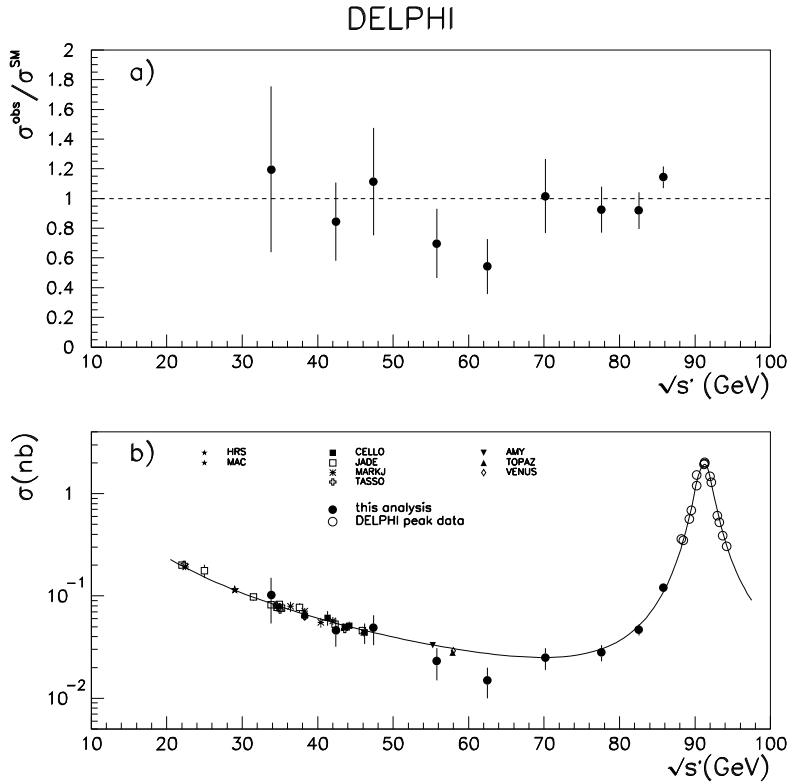 DELPHI
a)
σ^obs / σ^SM
2
1.8
1.6
1.4
1.2
1
0.8
0.6
0.4
0.2
0
10 20 30 40 50 60 70 80 90 100
√s' (GeV)
b)
σ(nb)
HRS
MAC
CELLO
JADE
MARKJ
TASSO
AMY
TOPAZ
VENUS
this analysis
DELPHI peak data
1
10^-1
10^-2
10 20 30 40 50 60 70 80 90 100
√s' (GeV)